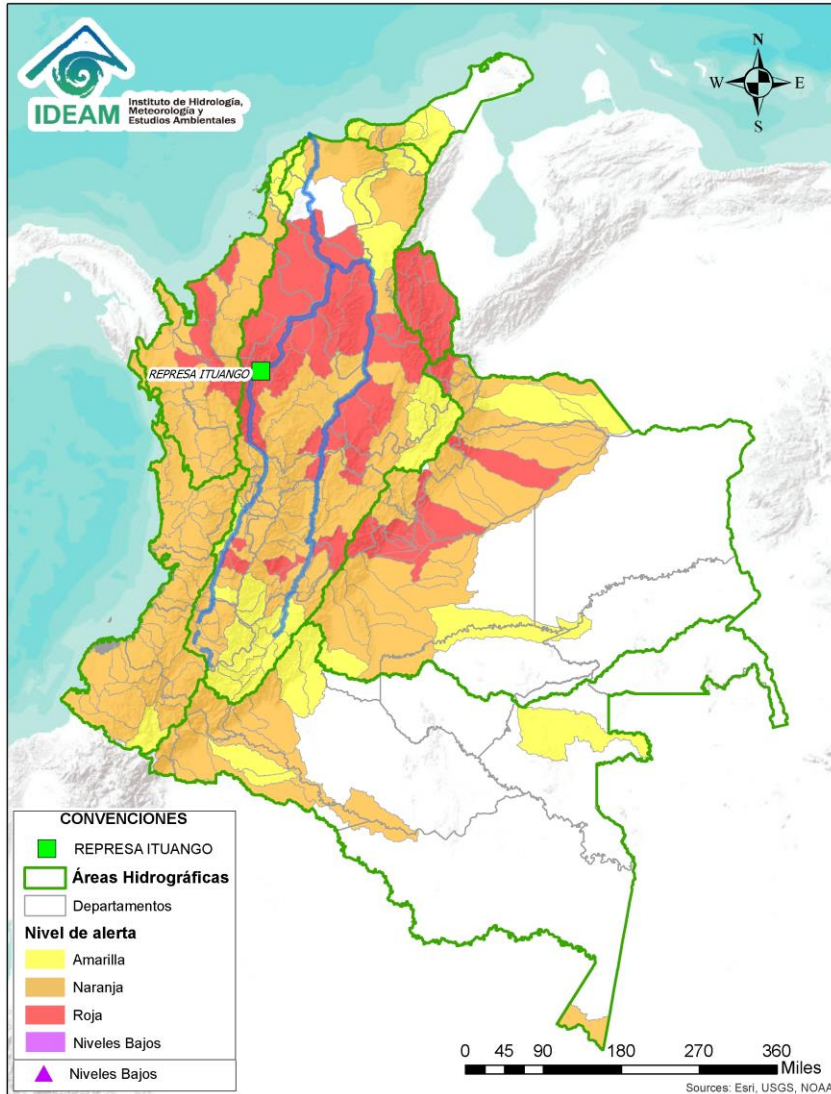 IDEAM
Instituto de Hidrología,
Meteorología y
Estudios Ambientales
N
W
E
S
REPRESA ITUANGO
CONVENCIONES
REPRESA ITUANGO
Áreas Hidrográficas
Departamentos
Nivel de alerta
Amarilla
Naranja
Roja
Niveles Bajos
Niveles Bajos
0 45 90 180 270 360
Miles
Sources: Esri, USGS, NOAA